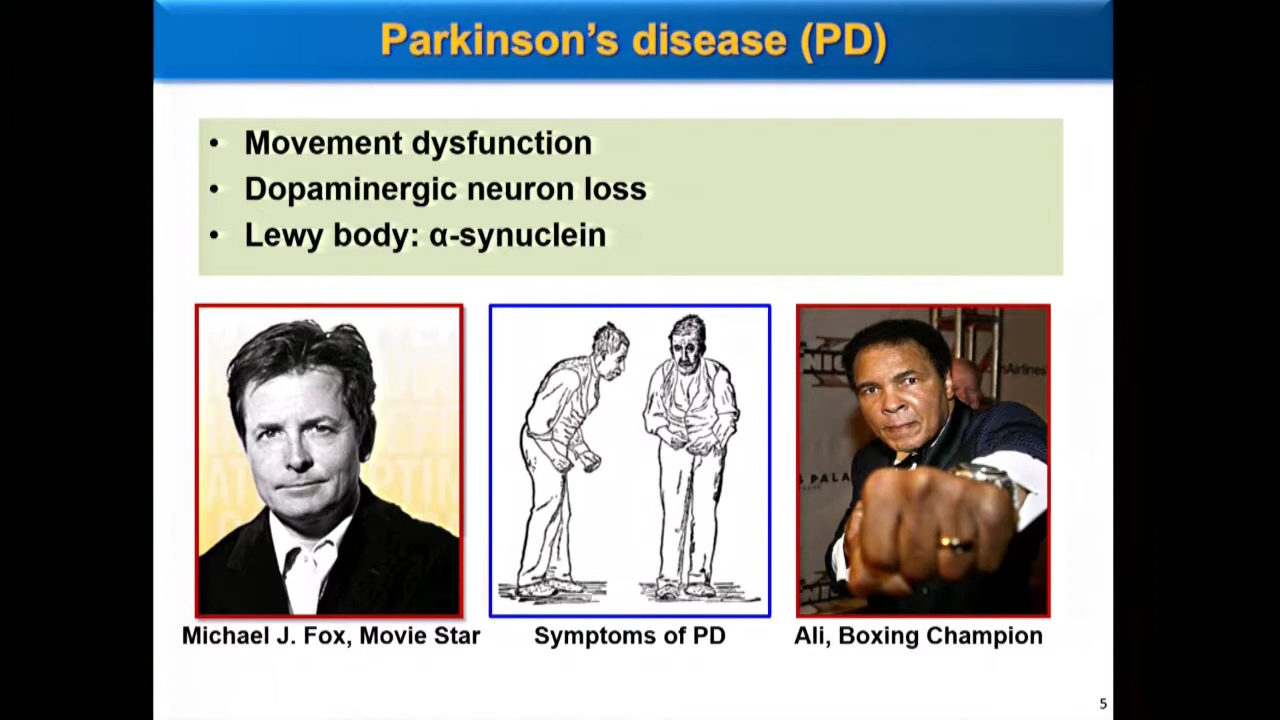 Parkinson’s disease (PD)
• Movement dysfunction
• Dopaminergic neuron loss
• Lewy body: α-synuclein
Michael J. Fox, Movie Star
Symptoms of PD
Ali, Boxing Champion
5